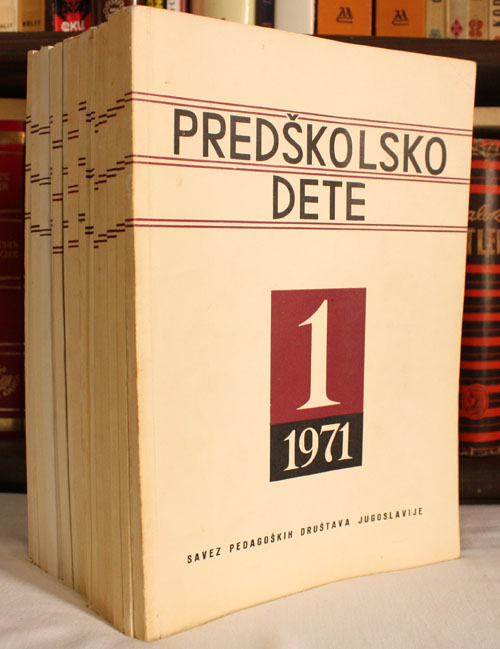 PREDŠKOLSKO
DETE
1
1971
SAVEZ PEDAGOŠKIH DRUŠTAVA JUGOSLAVIJE